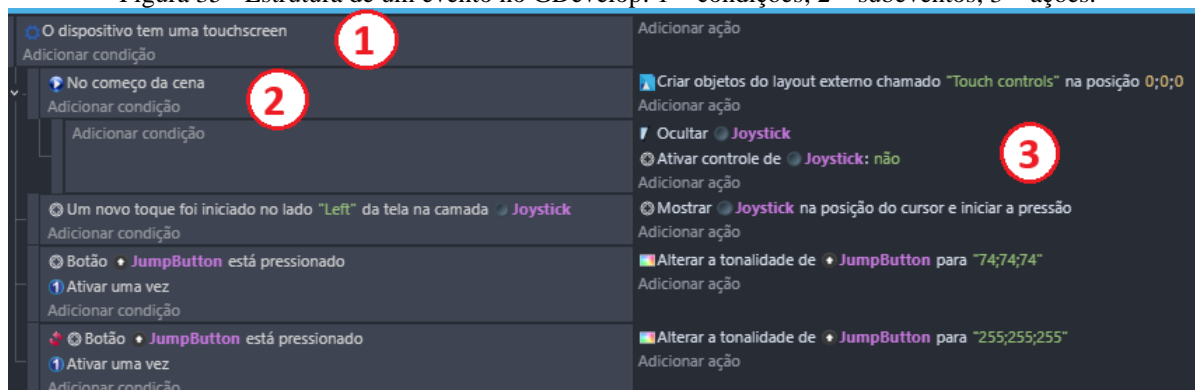 Figura 33 - Estrutura de um evento no GDevelop: 1 – condições; 2 – subeventos; 3 – ações.
O dispositivo tem uma touchscreen
Adicionar condição
Adicionar ação
1
No começo da cena
Adicionar condição
2
Criar objetos do layout externo chamado "Touch controls" na posição 0;0;0
Adicionar ação
Adicionar condição
Ocultar Joystick
Ativar controle de Joystick: não
Adicionar ação
3
Um novo toque foi iniciado no lado "Left" da tela na camada Joystick
Adicionar condição
Mostrar Joystick na posição do cursor e iniciar a pressão
Adicionar ação
Botão JumpButton está pressionado
Ativar uma vez
Adicionar condição
Alterar a tonalidade de JumpButton para "74;74;74"
Adicionar ação
Botão JumpButton está pressionado
Ativar uma vez
Adicionar condição
Alterar a tonalidade de JumpButton para "255;255;255"
Adicionar ação